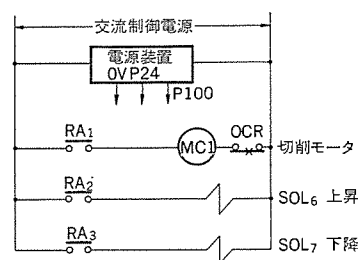 交流制御電源
電源装置
0VP24
P100
RA1 MC1 OCR 切削モータ
RA2 SOL6 上昇
RA3 SOL7 下降